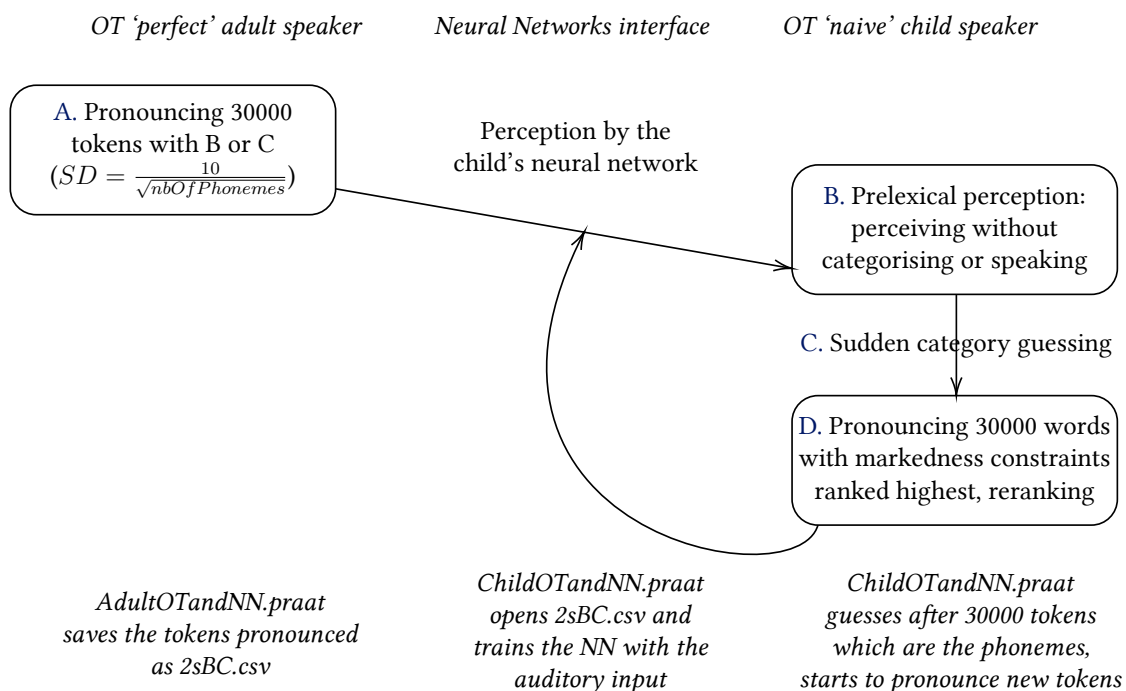 OT ‘perfect’ adult speaker
Neural Networks interface
OT ‘naive’ child speaker
A. Pronouncing 30000
tokens with B or C
(SD = 10/√nbOfPhonemes)
Perception by the
child’s neural network
B. Prelexical perception:
perceiving without
categorising or speaking
C. Sudden category guessing
D. Pronouncing 30000 words
with markedness constraints
ranked highest, reranking
AdultOTandNN.praat
saves the tokens pronounced
as 2sBC.csv
ChildOTandNN.praat
opens 2sBC.csv and
trains the NN with the
auditory input
ChildOTandNN.praat
guesses after 30000 tokens
which are the phonemes,
starts to pronounce new tokens